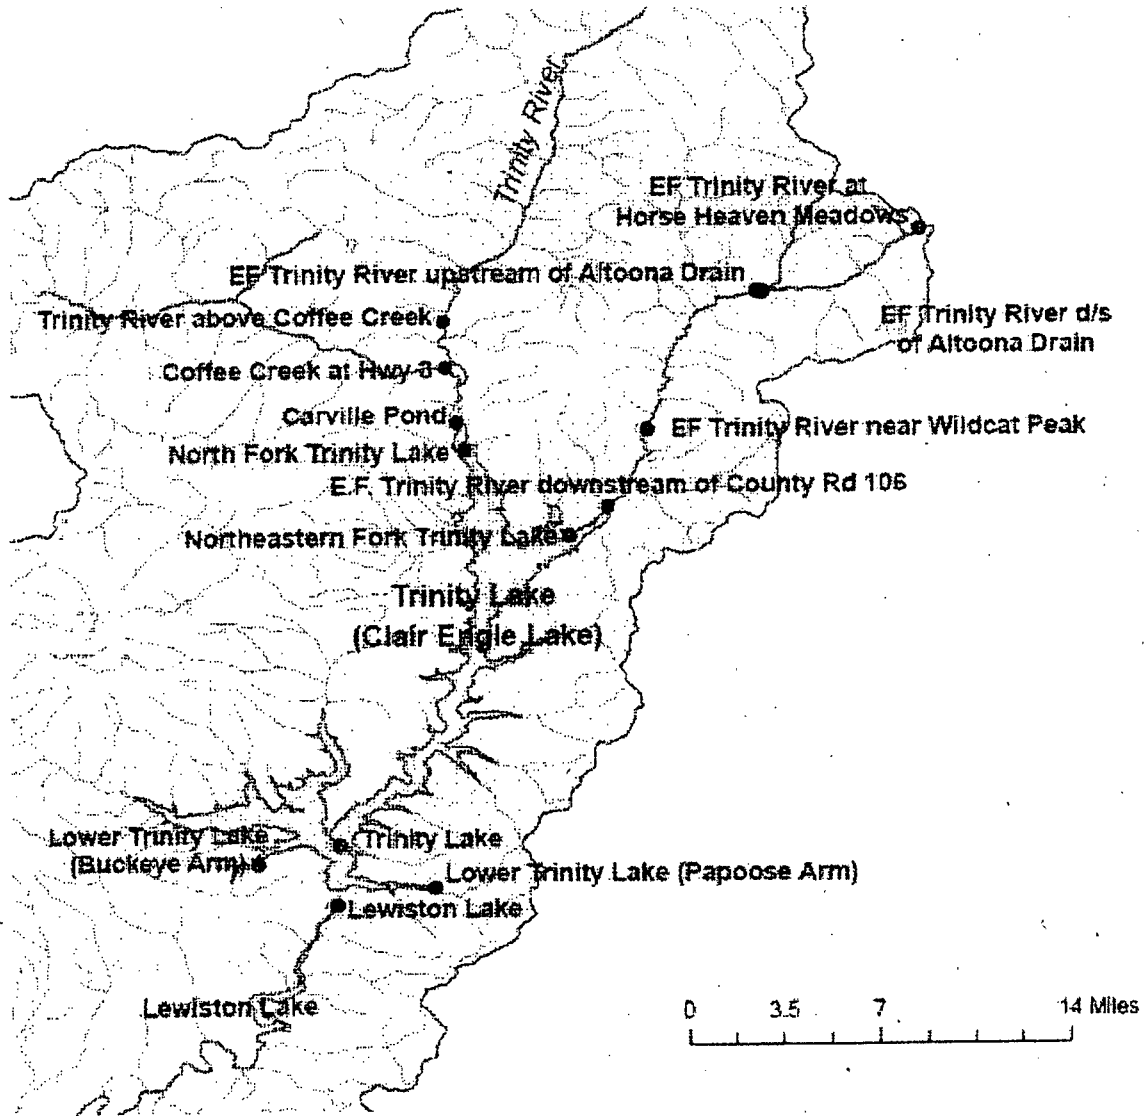 Trinity River
EF Trinity River at
Horse Heaven Meadows
EF Trinity River upstream of Altoona Drain
Trinity River above Coffee Creek
EF Trinity River d/s
of Altoona Drain
Coffee Creek at Hwy 3
Carville Pond
EF Trinity River near Wildcat Peak
North Fork Trinity Lake
E.F. Trinity River downstream of County Rd 106
Northeastern Fork Trinity Lake
Trinity Lake
(Clair Engle Lake)
Lower Trinity Lake
(Buckeye Arm)
Trinity Lake
Lower Trinity Lake (Papoose Arm)
Lewiston Lake
Lewiston Lake
0 3.5 7 14 Miles